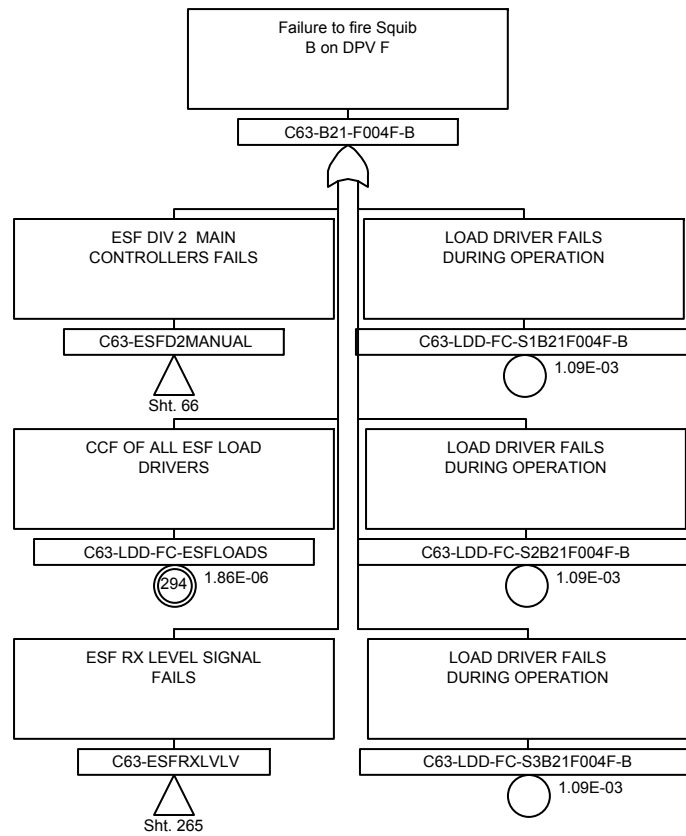 Failure to fire Squib
B on DPV F
C63-B21-F004F-B
ESF DIV 2 MAIN
CONTROLLERS FAILS
C63-ESFD2MANUAL
Sht. 66
LOAD DRIVER FAILS
DURING OPERATION
C63-LDD-FC-S1B21F004F-B
1.09E-03
CCF OF ALL ESF LOAD
DRIVERS
C63-LDD-FC-ESFLOADS
294
1.86E-06
LOAD DRIVER FAILS
DURING OPERATION
C63-LDD-FC-S2B21F004F-B
1.09E-03
ESF RX LEVEL SIGNAL
FAILS
C63-ESFRXLVLV
Sht. 265
LOAD DRIVER FAILS
DURING OPERATION
C63-LDD-FC-S3B21F004F-B
1.09E-03